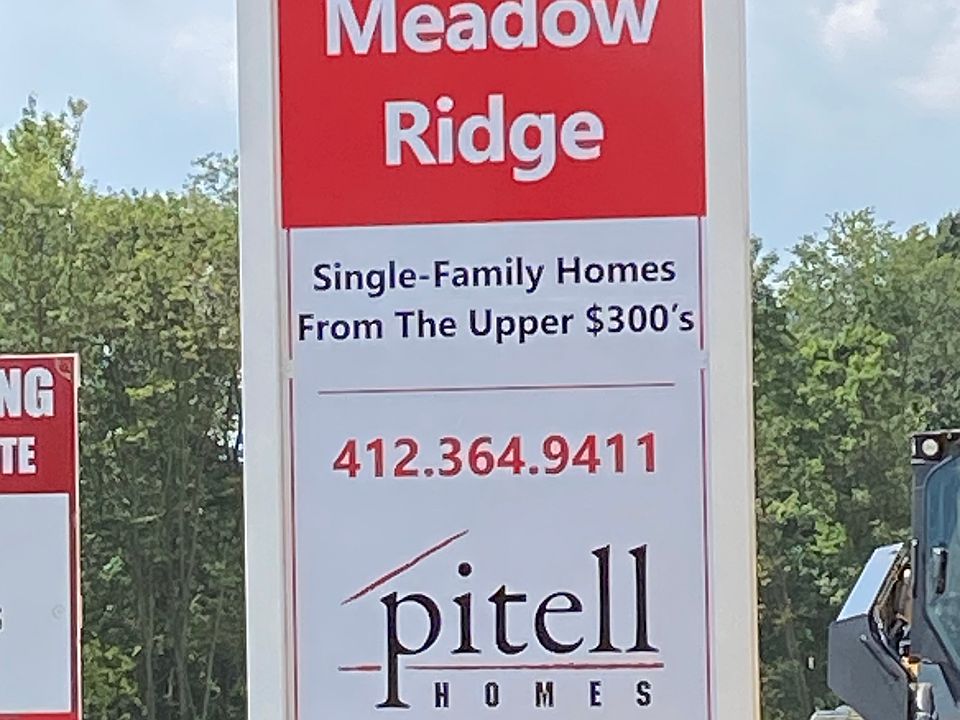 Meadow
Ridge
Single-Family Homes
From The Upper $300's
412.364.9411
pitell
HOMES
NG
TE